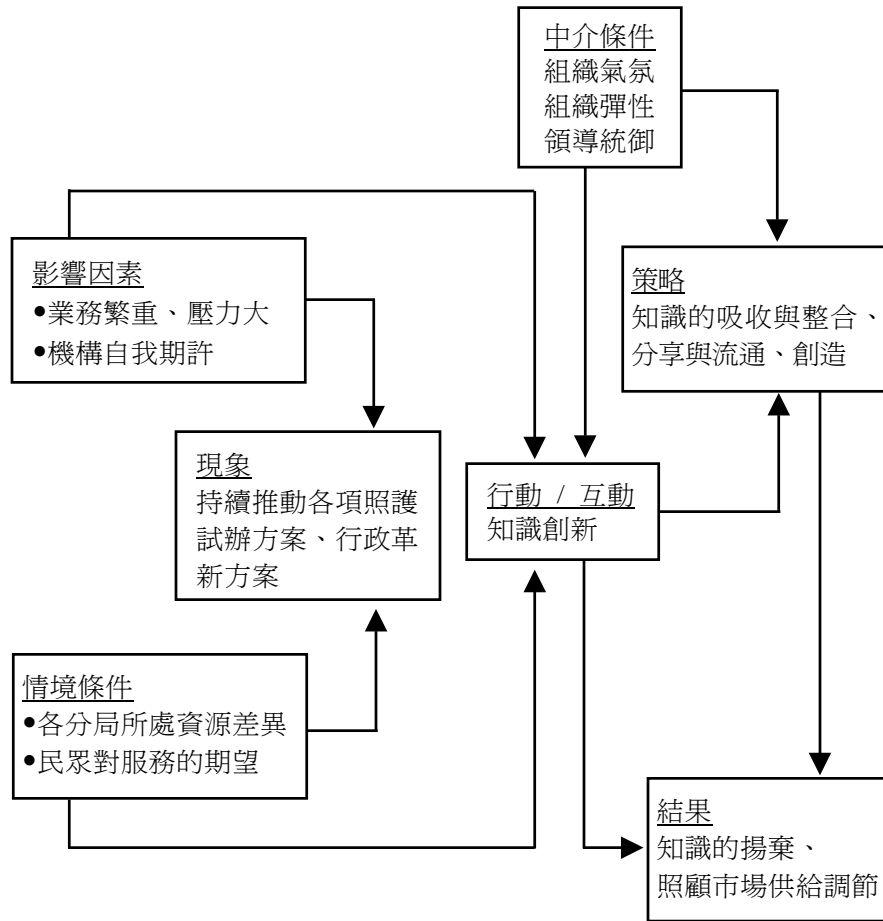 中介條件
組織氣氛
組織彈性
領導統御
影響因素
●業務繁重、壓力大
●機構自我期許
策略
知識的吸收與整合、
分享與流通、創造
現象
持續推動各項照護
試辦方案、行政革
新方案
行動 / 互動
知識創新
情境條件
●各分局所處資源差異
●民眾對服務的期望
結果
知識的揚棄、
照顧市場供給調節